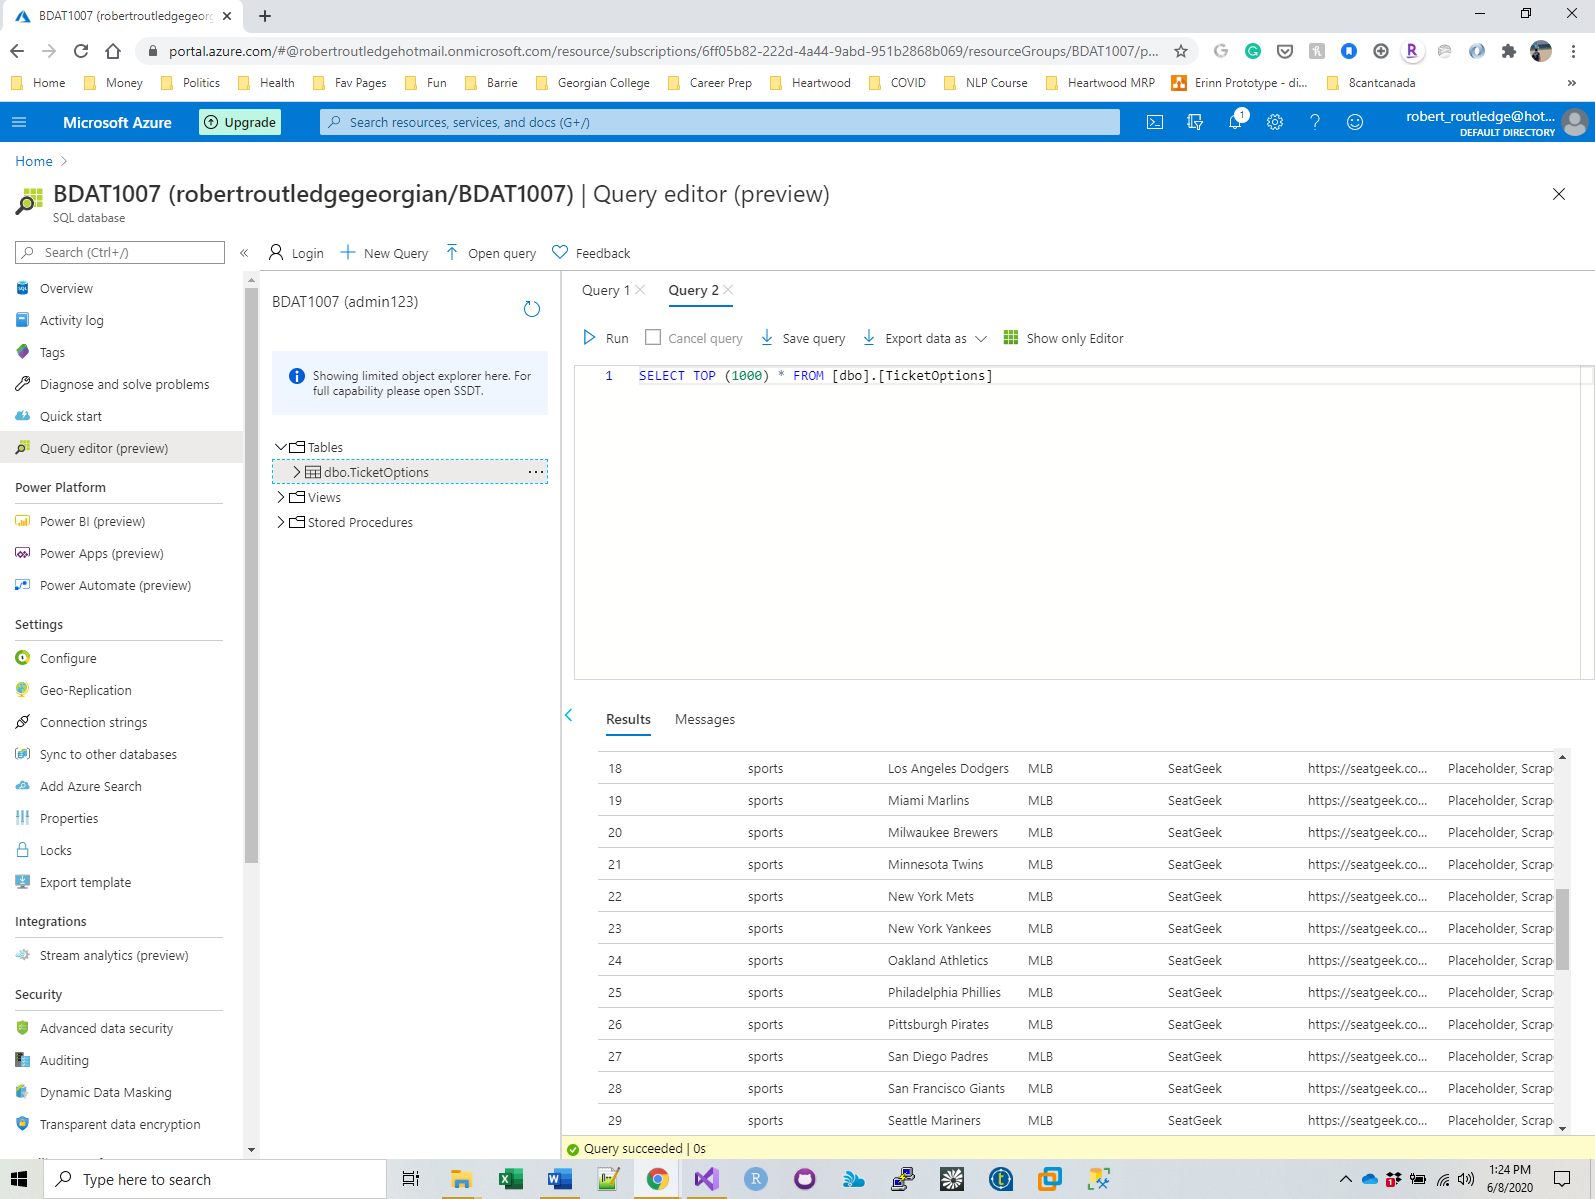 BDAT1007 (robertroutledgegeorg
portal.azure.com/#@robertroutledgehotmail.onmicrosoft.com/resource/subscriptions/6ff05b82-222d-4a44-9abd-951b2868b069/resourceGroups/BDAT1007/p...
Home Money Politics Health Fav Pages Fun Barrie Georgian College Career Prep Heartwood COVID NLP Course Heartwood MRP Erinn Prototype - di... 8cantcanada »
Microsoft Azure Upgrade Search resources, services, and docs (G+/) 1 robert_routledge@hot...
DEFAULT DIRECTORY
Home
BDAT1007 (robertroutledgegeorgian/BDAT1007) | Query editor (preview)
SQL database
Search (Ctrl+/) « Login New Query Open query Feedback
Overview
Activity log
Tags
Diagnose and solve problems
Quick start
Query editor (preview)
Power Platform
Power BI (preview)
Power Apps (preview)
Power Automate (preview)
Settings
Configure
Geo-Replication
Connection strings
Sync to other databases
Add Azure Search
Properties
Locks
Export template
Integrations
Stream analytics (preview)
Security
Advanced data security
Auditing
Dynamic Data Masking
Transparent data encryption
BDAT1007 (admin123)
Showing limited object explorer here. For
full capability please open SSDT.
Tables
dbo.TicketOptions ...
Views
Stored Procedures
Query 1 Query 2
Run Cancel query Save query Export data as Show only Editor
1 SELECT TOP (1000) * FROM [dbo].[TicketOptions]
Results Messages
18 sports Los Angeles Dodgers MLB SeatGeek https://seatgeek.co... Placeholder, Scrap
19 sports Miami Marlins MLB SeatGeek https://seatgeek.co... Placeholder, Scrap
20 sports Milwaukee Brewers MLB SeatGeek https://seatgeek.co... Placeholder, Scrap
21 sports Minnesota Twins MLB SeatGeek https://seatgeek.co... Placeholder, Scrap
22 sports New York Mets MLB SeatGeek https://seatgeek.co... Placeholder, Scrap
23 sports New York Yankees MLB SeatGeek https://seatgeek.co... Placeholder, Scrap
24 sports Oakland Athletics MLB SeatGeek https://seatgeek.co... Placeholder, Scrap
25 sports Philadelphia Phillies MLB SeatGeek https://seatgeek.co... Placeholder, Scrap
26 sports Pittsburgh Pirates MLB SeatGeek https://seatgeek.co... Placeholder, Scrap
27 sports San Diego Padres MLB SeatGeek https://seatgeek.co... Placeholder, Scrap
28 sports San Francisco Giants MLB SeatGeek https://seatgeek.co... Placeholder, Scrap
29 sports Seattle Mariners MLB SeatGeek https://seatgeek.co... Placeholder, Scrap
Query succeeded | 0s
Type here to search
1:24 PM
6/8/2020